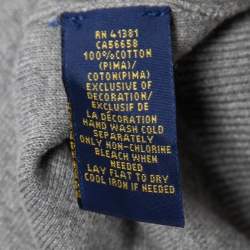 RN 41381
CA56658
100%COTTON
(PIMA)/
COTON(PIMA)
EXCLUSIVE OF
DECORATION/
EXCLUSIF DE
LA DÉCORATION
HAND WASH COLD
SEPARATELY
ONLY NON-CHLORINE
BLEACH WHEN
NEEDED
LAY FLAT TO DRY
COOL IRON IF NEEDED